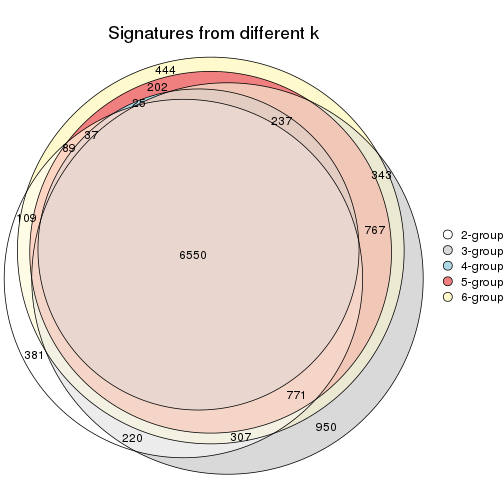 Signatures from different k
444
202
25
237
37
89
343
109
767
6550
381
771
950
220
307
2-group
3-group
4-group
5-group
6-group